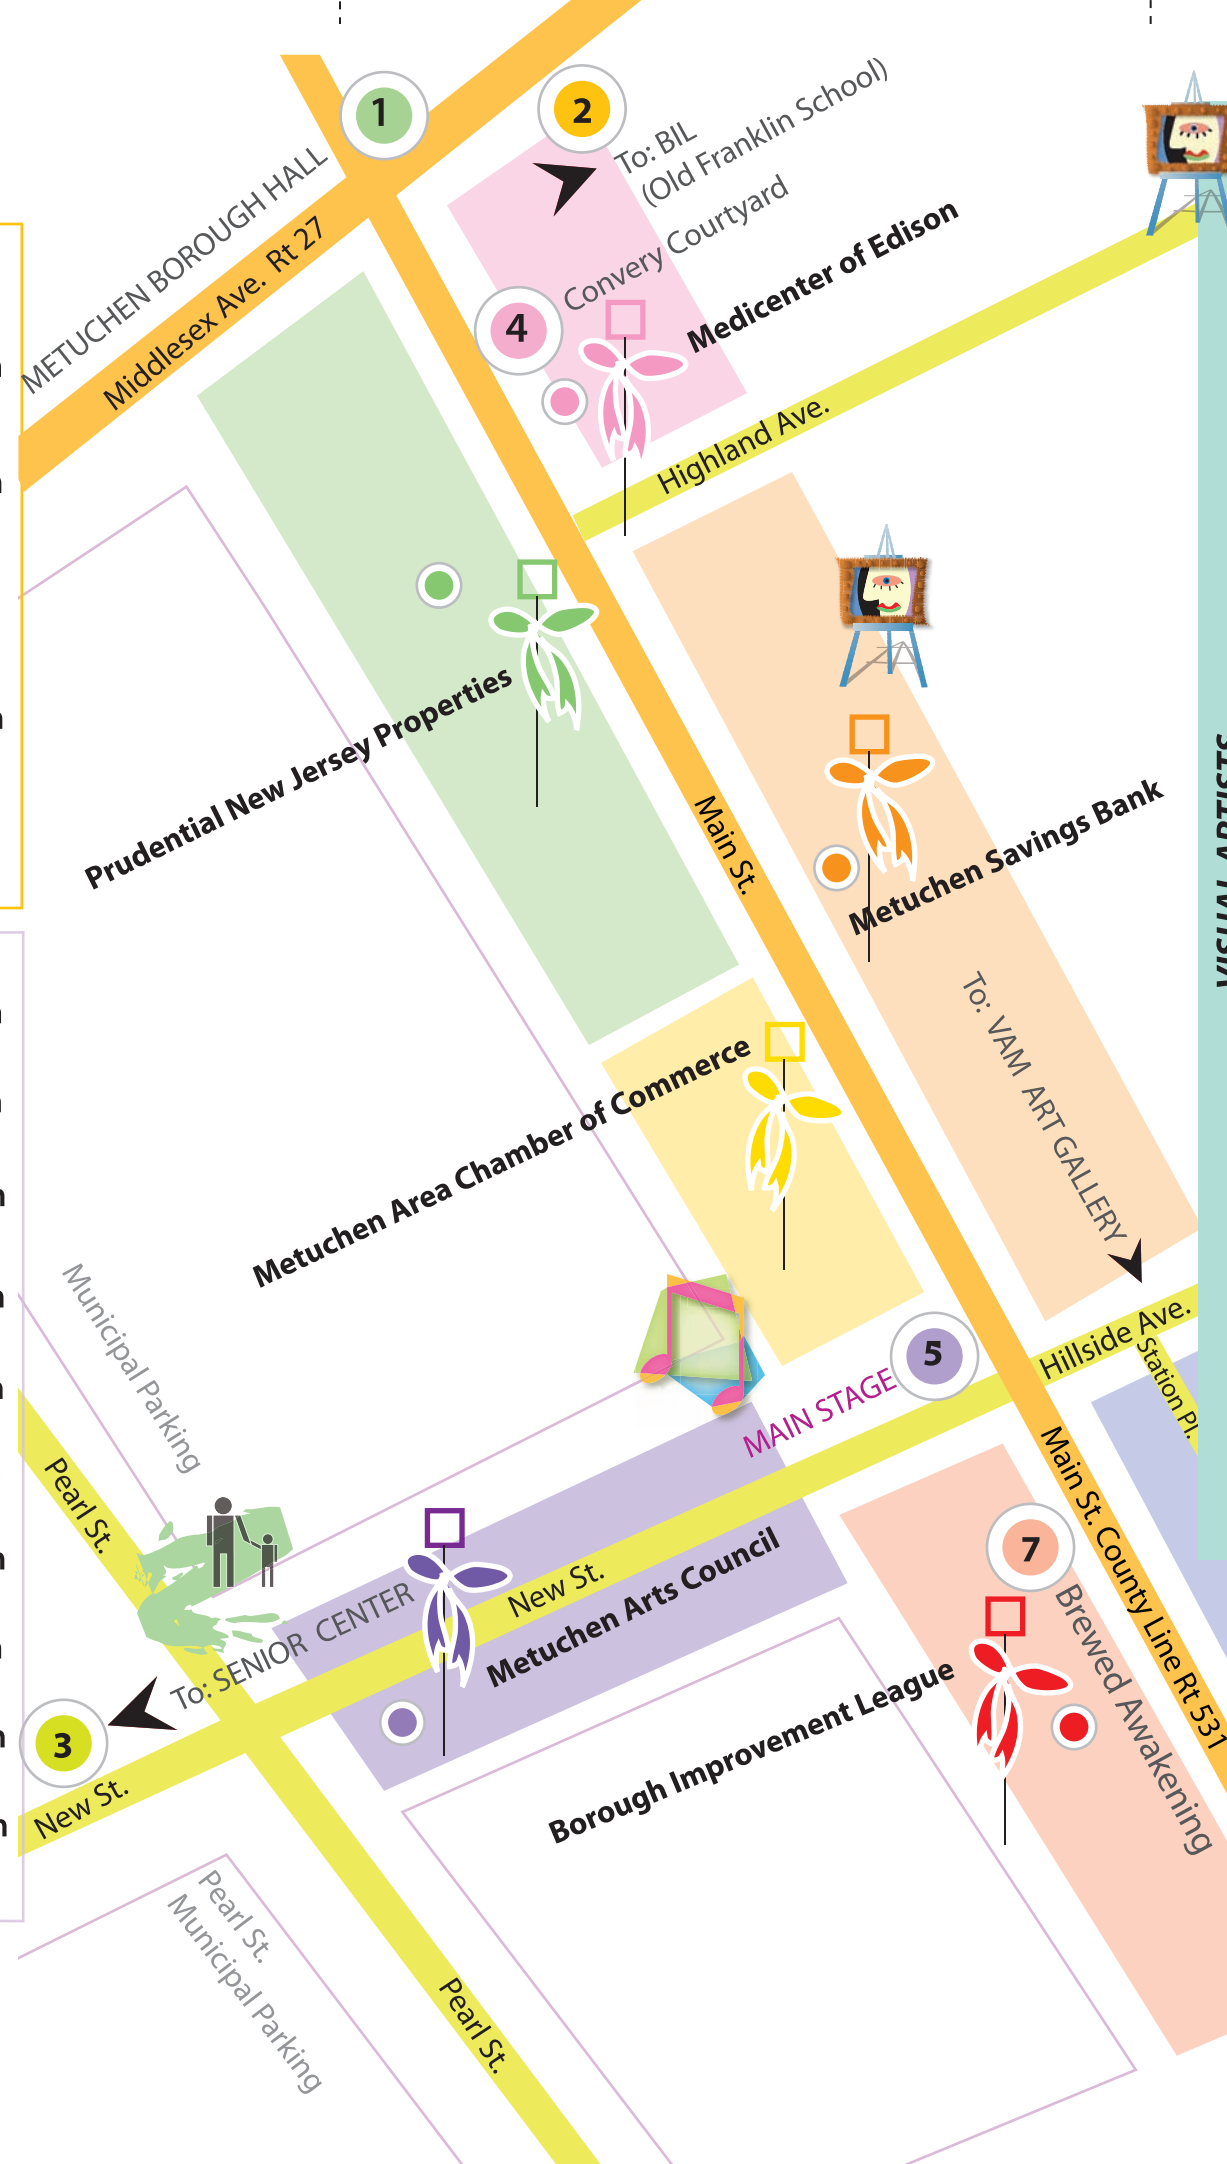 1
2
To: BIL
(Old Franklin School)
METUCHEN BOROUGH HALL
Middlesex Ave. Rt 27
Convery Courtyard
4
Medicenter of Edison
Highland Ave.
Prudential New Jersey Properties
Main St.
Metuchen Savings Bank
VISUAL ARTISTS
To: VAM ART GALLERY
Metuchen Area Chamber of Commerce
Municipal Parking
MAIN STAGE
5
Hillside Ave.
Station Pl.
Pearl St.
Main St. County Line Rt 531
7
Brewed Awakening
New St.
Metuchen Arts Council
To: SENIOR CENTER
Borough Improvement League
3
New St.
Pearl St.
Municipal Parking
Pearl St.